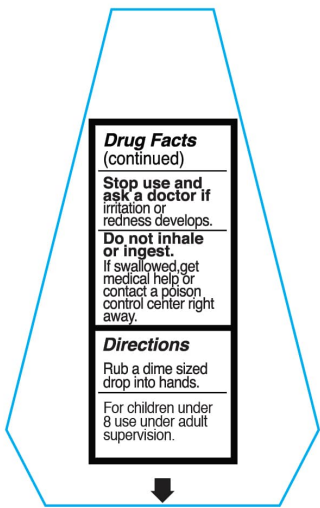 Drug Facts
(continued)
Stop use and
ask a doctor if
irritation or
redness develops.
Do not inhale
or ingest.
If swallowed,get
medical help or
contact a poison
control center right
away.
Directions
Rub a dime sized
drop into hands.
For children under
8 use under adult
supervision.